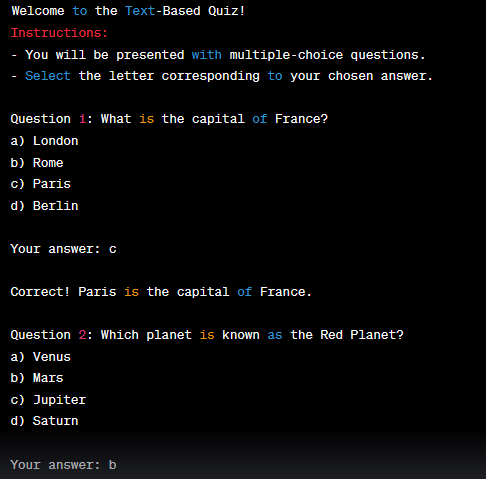 Welcome to the Text-Based Quiz!
Instructions:
- You will be presented with multiple-choice questions.
- Select the letter corresponding to your chosen answer.
Question 1: What is the capital of France?
a) London
b) Rome
c) Paris
d) Berlin
Your answer: c
Correct! Paris is the capital of France.
Question 2: Which planet is known as the Red Planet?
a) Venus
b) Mars
c) Jupiter
d) Saturn
Your answer: b